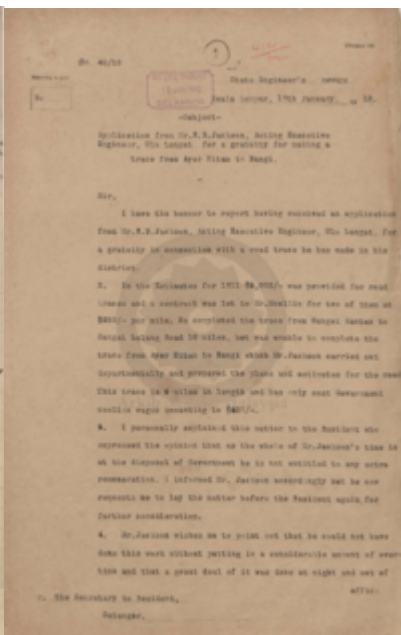 No. 40/12
State Engineer's Office
Kuala Lumpur, 19th January, 12.
-Subject-
Application from Mr. Jackson, Acting Executive
Engineer, Ulu Langat for a gratuity for making a
trace from Ayer Hitam to Bangi.
Sir,
I have the honour to report having received an application
from Mr. Jackson, Acting Executive Engineer, Ulu Langat, for
a gratuity in connection with a road trace he has made in his
district.
2. In the Estimates for 1911 was provided for road
traces and a contract was let to Mr. for two of them at
per mile. He completed the trace from Sungei to
Sungei Lalang Road 10 miles, but was unable to complete the
trace from Ayer Hitam to Bangi which Mr. Jackson carried out
departmentally and prepared the plans and estimates for the road
This trace is miles in length and has only cost Government
coolies wages amounting to
I personally explained this matter to the Resident who
expressed the opinion that as the whole of Mr. Jackson's time is
at the disposal of Government he is not entitled to any extra
remuneration. I informed Mr. Jackson accordingly but he now
requests me to lay the matter before the Resident again for
further consideration.
4. Mr. Jackson wishes me to point out that he could not have
done this work without putting in a considerable amount of over-
time and that a great deal of it was done at night and out of
office
The Secretary to Resident,
Selangor.